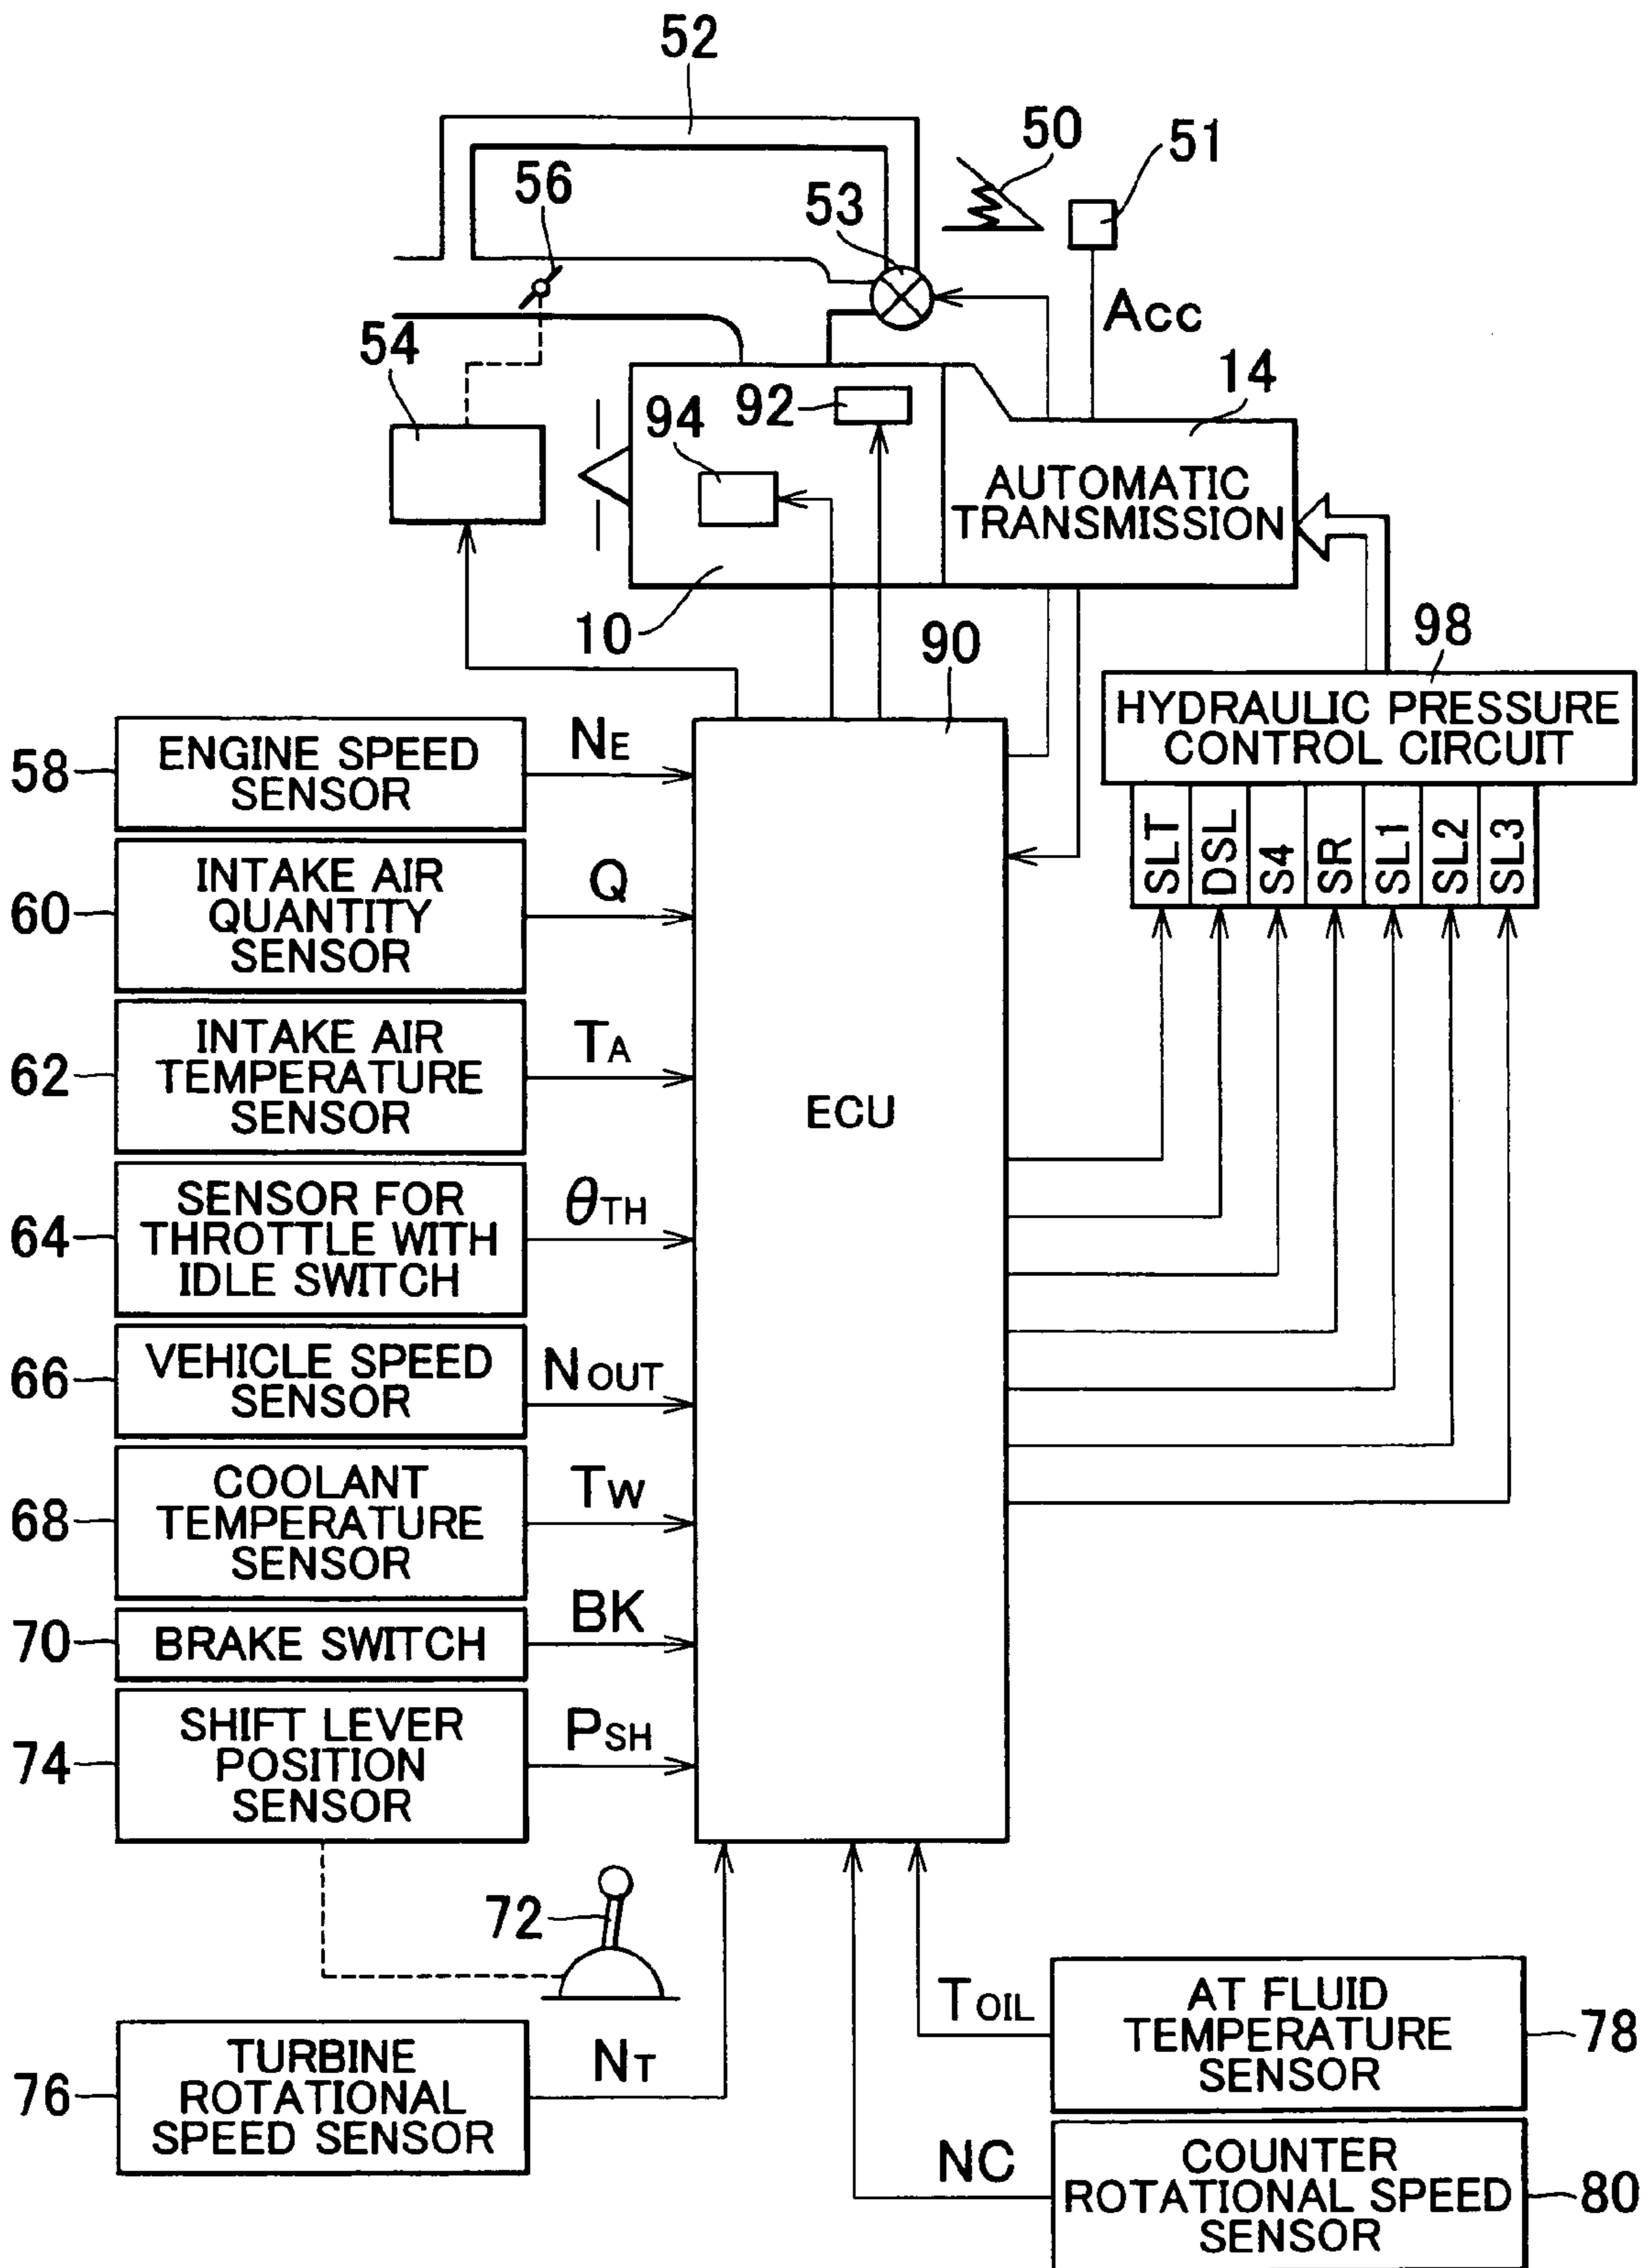 52
50
51
56
53
Acc
54
14
92
94
AUTOMATIC
TRANSMISSION
10
90
98
HYDRAULIC PRESSURE
CONTROL CIRCUIT
SLT
DSL
S4
SR
SL1
SL2
SL3
58
ENGINE SPEED
SENSOR
NE
60
INTAKE AIR
QUANTITY
SENSOR
Q
62
INTAKE AIR
TEMPERATURE
SENSOR
TA
ECU
64
SENSOR FOR
THROTTLE WITH
IDLE SWITCH
θTH
66
VEHICLE SPEED
SENSOR
NOUT
68
COOLANT
TEMPERATURE
SENSOR
TW
70
BRAKE SWITCH
BK
74
SHIFT LEVER
POSITION
SENSOR
PSH
72
76
TURBINE
ROTATIONAL
SPEED SENSOR
NT
TOIL
AT FLUID
TEMPERATURE
SENSOR
78
NC
COUNTER
ROTATIONAL SPEED
SENSOR
80